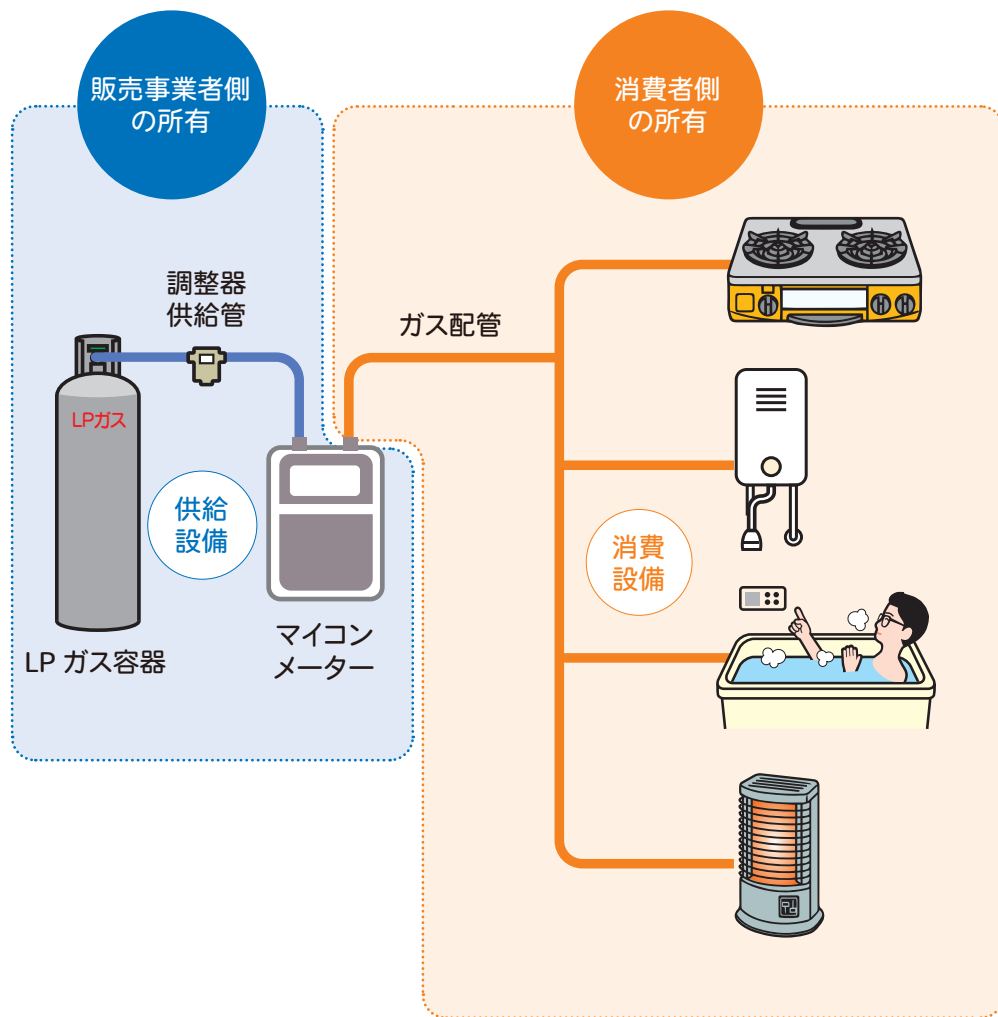 販売事業者側
の所有
消費者側
の所有
調整器
供給管
ガス配管
LPガス
供給
設備
消費
設備
マイコン
メーター
LP ガス容器